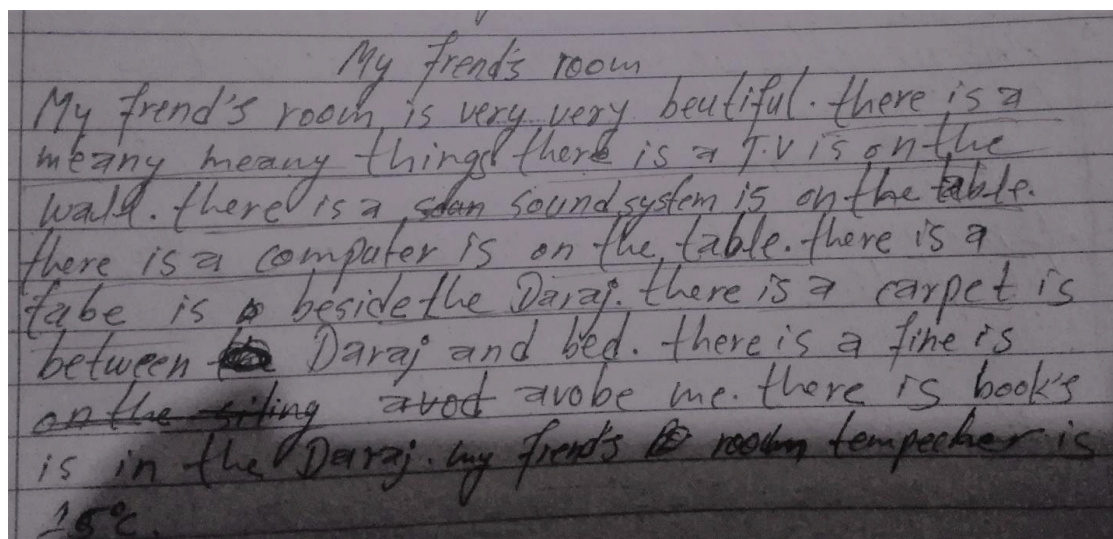 My frend's room
My frend's room is very very beutiful. there is a
meany meany things there is a T.V is on the
wall. there is a soun sound system is on the table.
there is a computer is on the table. there is a
tabe is beside the Daraj. there is a carpet is
between Daraj and bed. there is a fine is
on the siling avod avobe me. there is book's
is in the Daraj. my frend's room tempecher is
15°c.